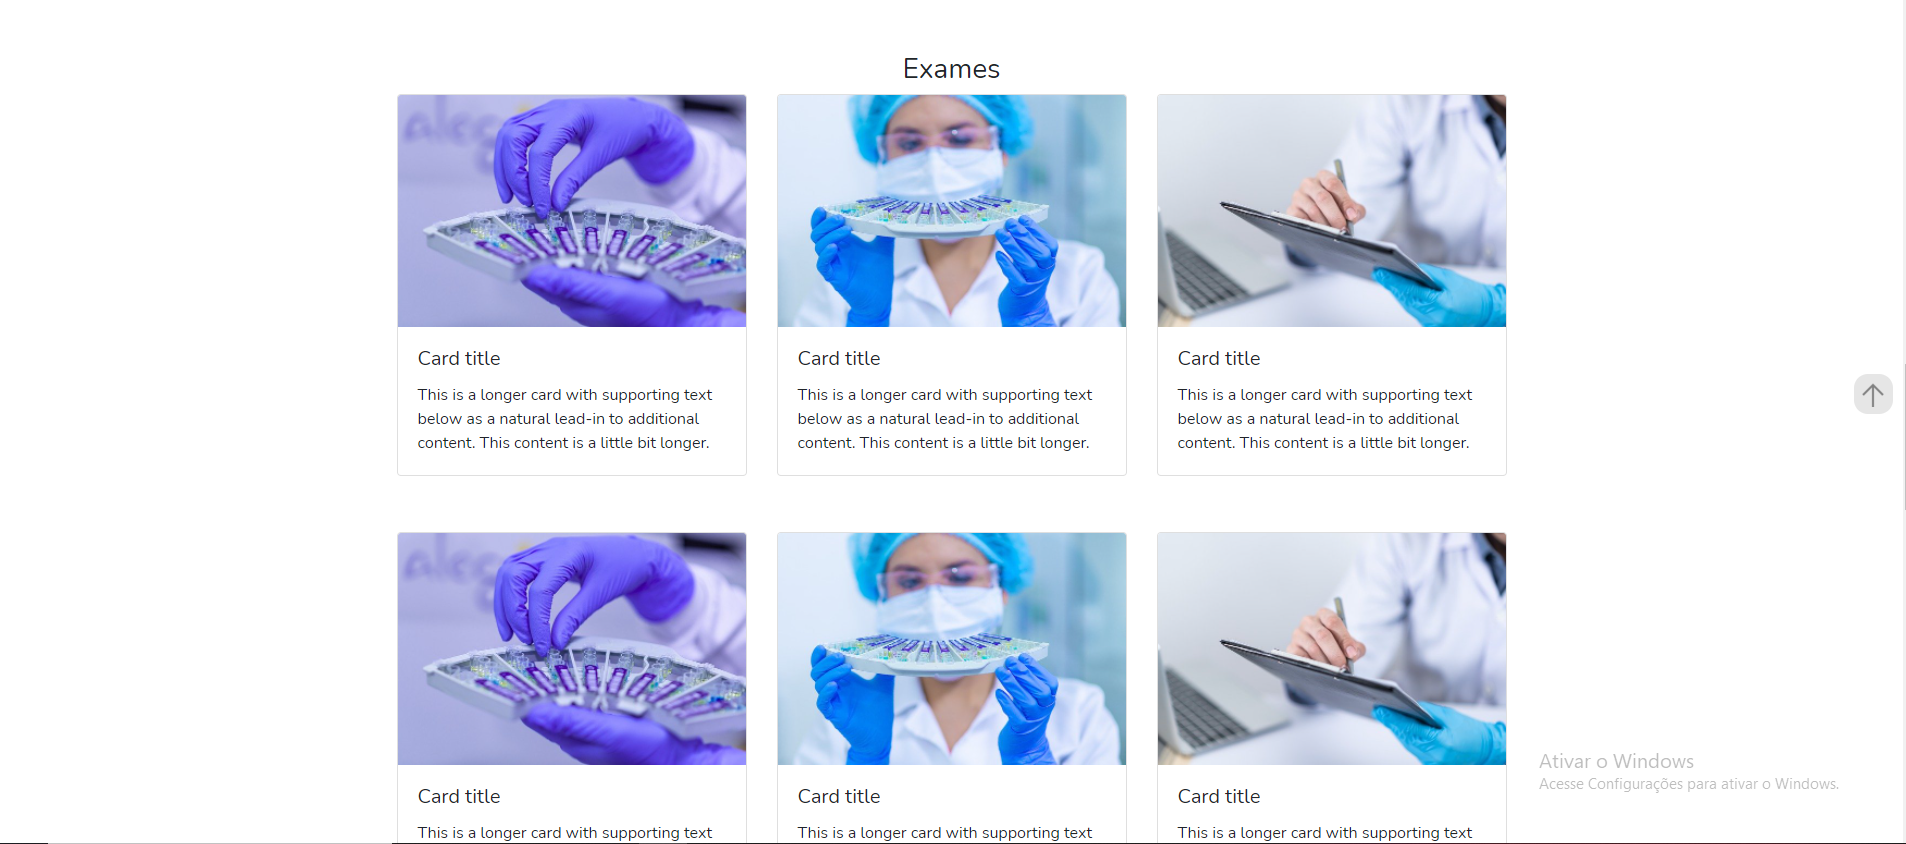 Exames
Card title
This is a longer card with supporting text
below as a natural lead-in to additional
content. This content is a little bit longer.
Card title
This is a longer card with supporting text
below as a natural lead-in to additional
content. This content is a little bit longer.
Card title
This is a longer card with supporting text
below as a natural lead-in to additional
content. This content is a little bit longer.
Card title
This is a longer card with supporting text
Card title
This is a longer card with supporting text
Card title
This is a longer card with supporting text
Ativar o Windows
Acesse Configurações para ativar o Windows.